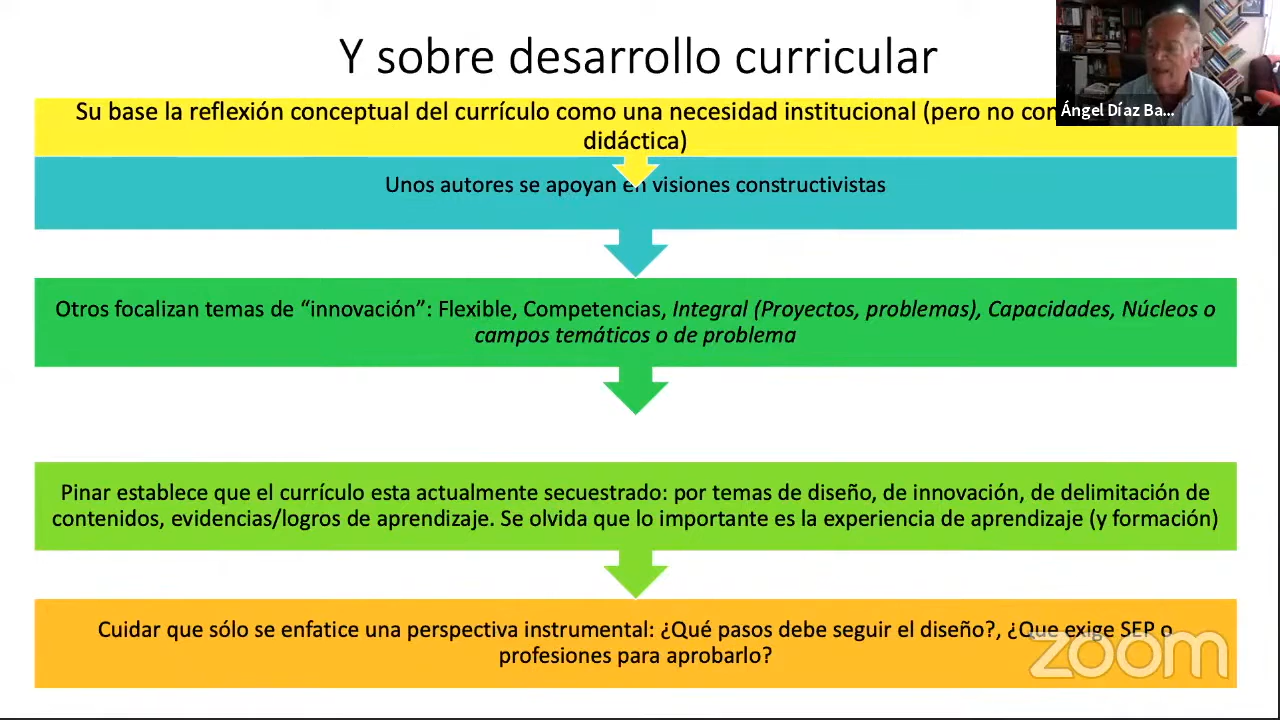 Y sobre desarrollo curricular
Su base la reflexión conceptual del currículo como una necesidad institucional (pero no
didáctica)
Unos autores se apoyan en visiones constructivistas
Otros focalizan temas de “innovación”: Flexible, Competencias, Integral (Proyectos, problemas), Capacidades, Núcleos o
campos temáticos o de problema
Pinar establece que el currículo esta actualmente secuestrado: por temas de diseño, de innovación, de delimitación de
contenidos, evidencias/logros de aprendizaje. Se olvida que lo importante es la experiencia de aprendizaje (y formación)
Cuidar que sólo se enfatice una perspectiva instrumental: ¿Qué pasos debe seguir el diseño?, ¿Que exige SEP o
profesiones para aprobarlo?
Ángel Díaz Ba...
zoom